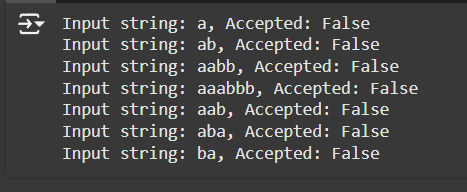 Input string: a, Accepted: False
Input string: ab, Accepted: False
Input string: aabb, Accepted: False
Input string: aaabbb, Accepted: False
Input string: aab, Accepted: False
Input string: aba, Accepted: False
Input string: ba, Accepted: False